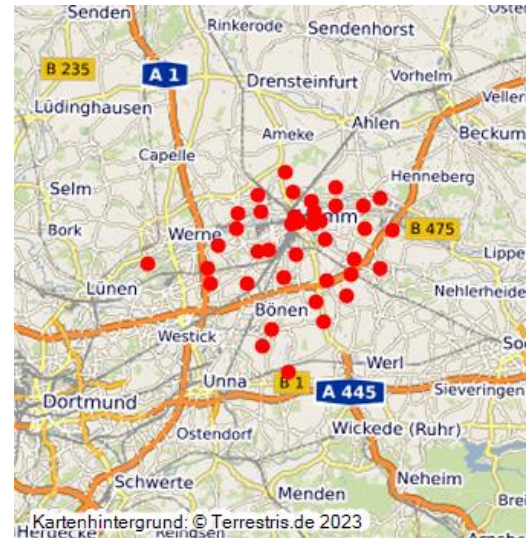 Senden
Rinkerode
Sendenhorst
B 235
A 1
Drensteinfurt
Vorhelm
Lüdinghausen
Ahlen
Beckum
Ameke
Capelle
Henneberg
Selm
Bork
Werne
B 475
Lünen
Nehlerheide
Bönen
Westick
Werl
Unna
B 1
A 445
Sieveringen
Dortmund
Ostendorf
Wickede (Ruhr)
Schwerte
Neheim
Menden
Kartenhintergrund: © Terrestris.de 2023